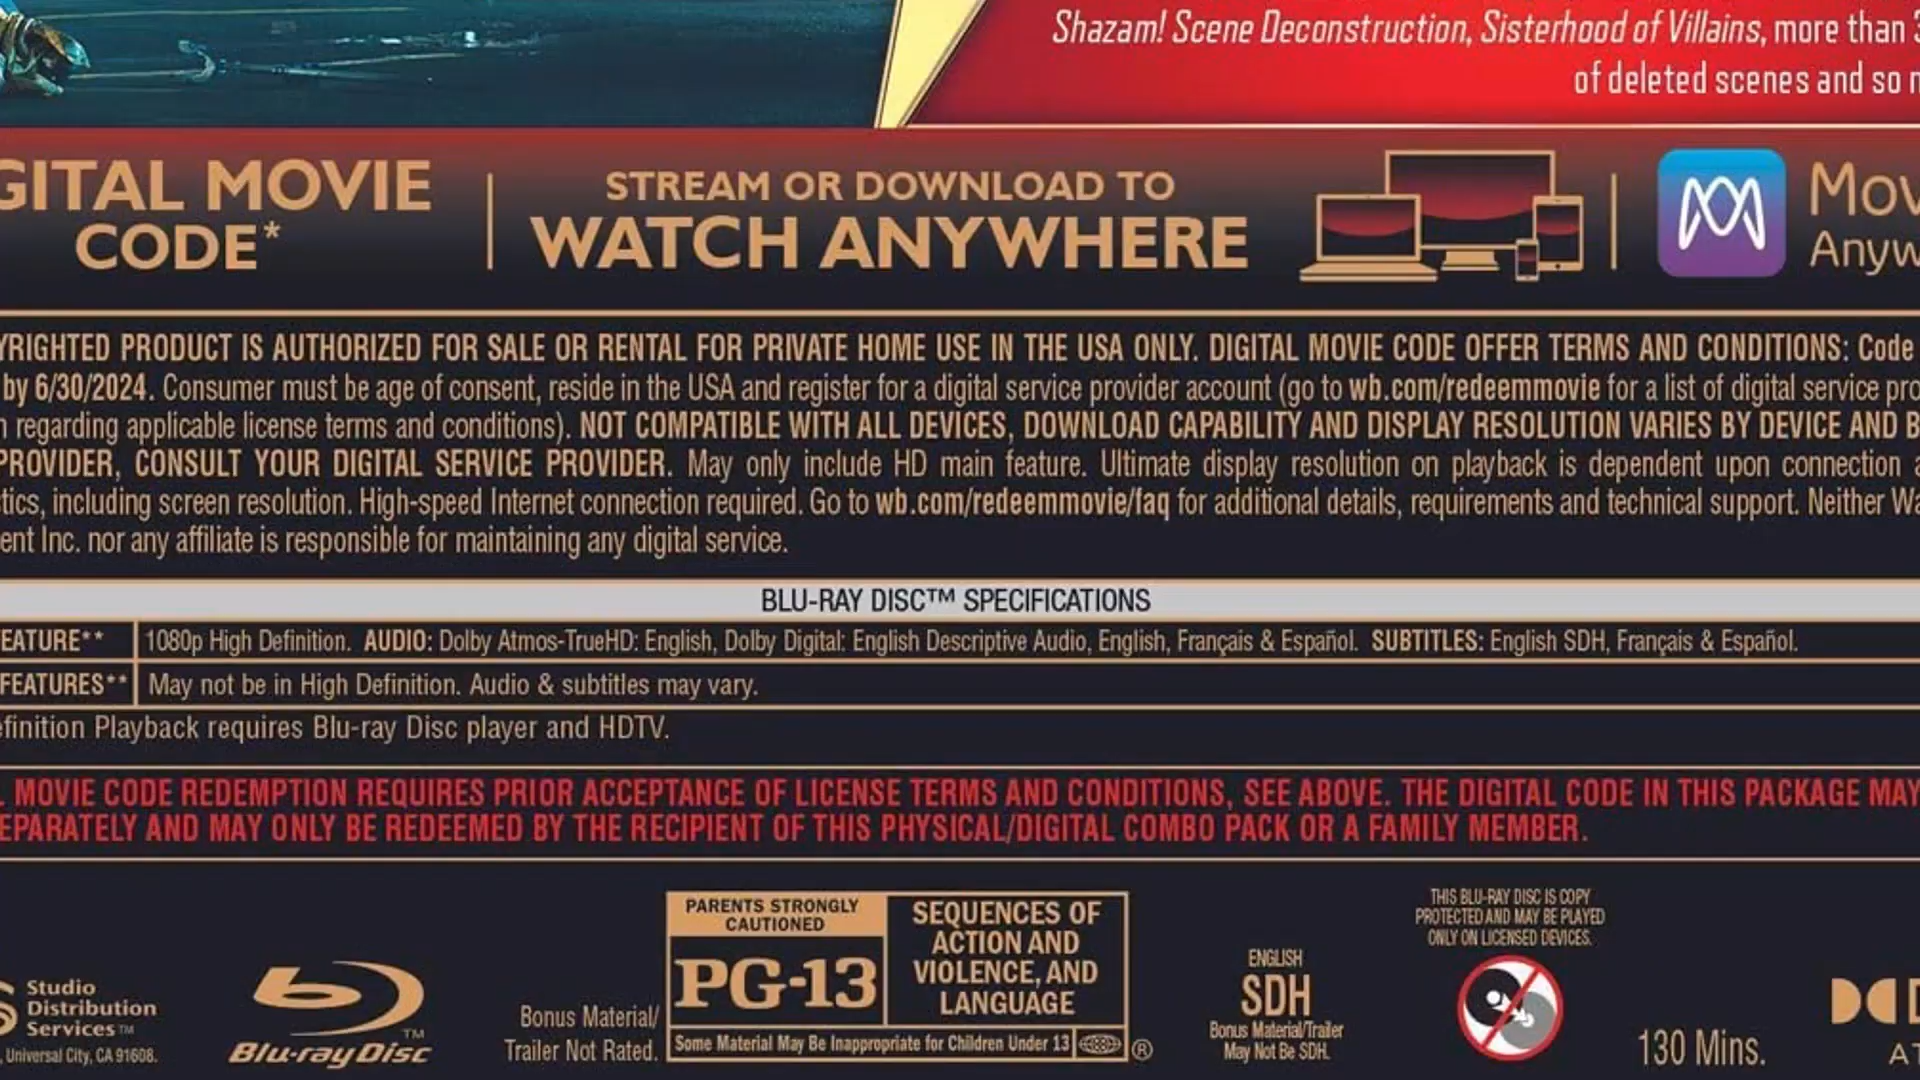 Shazam! Scene Deconstruction, Sisterhood of Villains, more than 3
of deleted scenes and so
GITAL MOVIE
CODE*
STREAM OR DOWNLOAD TO
WATCH ANYWHERE
Mov
Anyw
YRIGHTED PRODUCT IS AUTHORIZED FOR SALE OR RENTAL FOR PRIVATE HOME USE IN THE USA ONLY. DIGITAL MOVIE CODE OFFER TERMS AND CONDITIONS: Code
by 6/30/2024. Consumer must be age of consent, reside in the USA and register for a digital service provider account (go to wb.com/redeemmovie for a list of digital service pro
n regarding applicable license terms and conditions). NOT COMPATIBLE WITH ALL DEVICES, DOWNLOAD CAPABILITY AND DISPLAY RESOLUTION VARIES BY DEVICE AND B
PROVIDER, CONSULT YOUR DIGITAL SERVICE PROVIDER. May only include HD main feature. Ultimate display resolution on playback is dependent upon connection a
tics, including screen resolution. High-speed Internet connection required. Go to wb.com/redeemmovie/faq for additional details, requirements and technical support. Neither Wa
ent Inc. nor any affiliate is responsible for maintaining any digital service.
BLU-RAY DISC™ SPECIFICATIONS
EATURE** 1080p High Definition. AUDIO: Dolby Atmos-TrueHD: English, Dolby Digital: English Descriptive Audio, English, Français & Español. SUBTITLES: English SDH, Français & Español.
FEATURES** May not be in High Definition. Audio & subtitles may vary.
efinition Playback requires Blu-ray Disc player and HDTV.
L MOVIE CODE REDEMPTION REQUIRES PRIOR ACCEPTANCE OF LICENSE TERMS AND CONDITIONS, SEE ABOVE. THE DIGITAL CODE IN THIS PACKAGE MAY
EPARATELY AND MAY ONLY BE REDEEMED BY THE RECIPIENT OF THIS PHYSICAL/DIGITAL COMBO PACK OR A FAMILY MEMBER.
S Studio
Distribution
Services™
, Universal City, CA 91608.
Blu-ray Disc™
Bonus Material/
Trailer Not Rated.
PARENTS STRONGLY
CAUTIONED
PG-13
SEQUENCES OF
ACTION AND
VIOLENCE, AND
LANGUAGE
Some Material May Be Inappropriate for Children Under 13 ®
ENGLISH
SDH
Bonus Material/Trailer
May Not Be SDH.
THIS BLU-RAY DISC IS COPY
PROTECTED AND MAY BE PLAYED
ONLY ON LICENSED DEVICES.
130 Mins.
AT